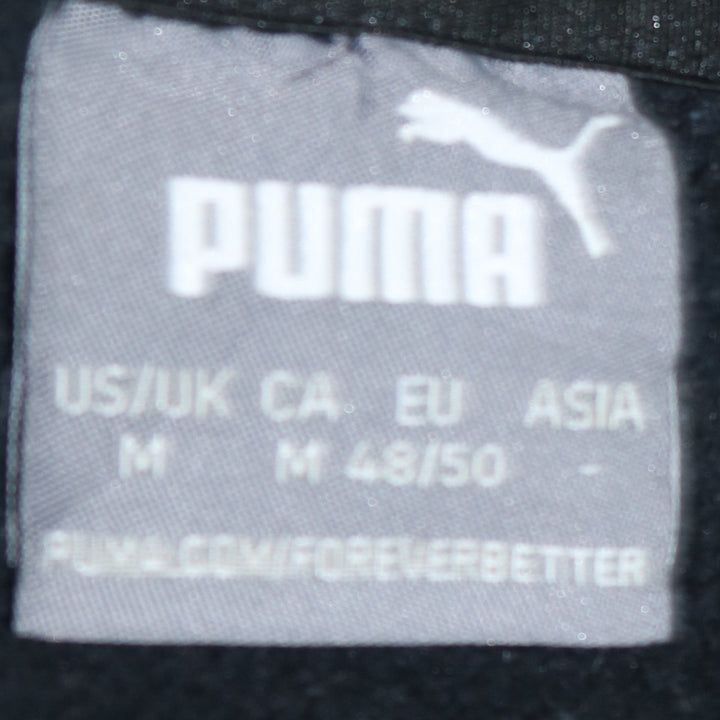 PUMA
US/UK CA EU ASIA
M M 48/50 -
PUMA.COM/FOREVERBETTER